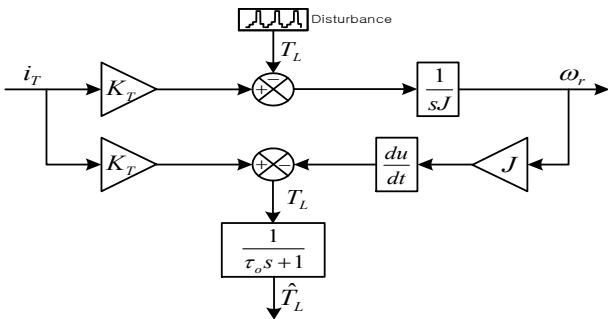 Disturbance
T_L
i_T
K_T
+ −
1
sJ
ω_r
K_T
+ −
du
dt
J
T_L
1
τ_o s + 1
T̂_L